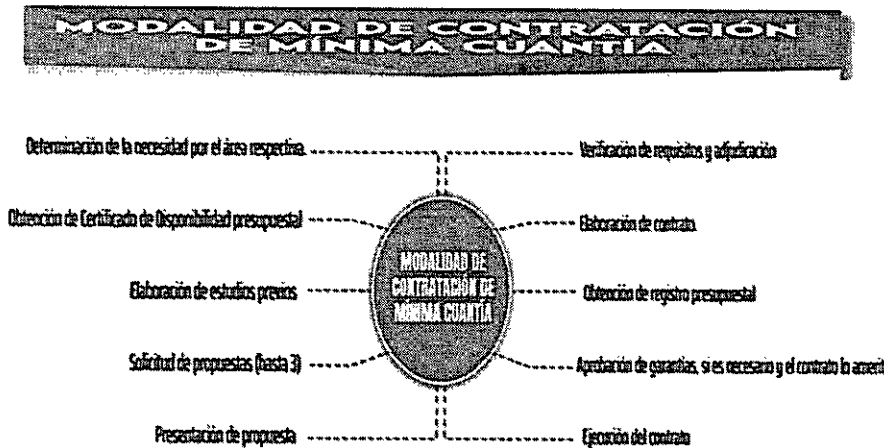 MODALIDAD DE CONTRATACIÓN
DE MÍNIMA CUANTÍA
Determinación de la necesidad por el área respectiva.
Obtención de Certificado de Disponibilidad presupuestal
Elaboración de estudios previos
Solicitud de propuestas (hasta 3)
Presentación de propuesta
MODALIDAD DE
CONTRATACIÓN DE
MÍNIMA CUANTÍA
Verificación de requisitos y adjudicación
Elaboración de contrato.
Obtención de registro presupuestal
Aprobación de garantías, si es necesario y el contrato lo amerit
Ejecución del contrato